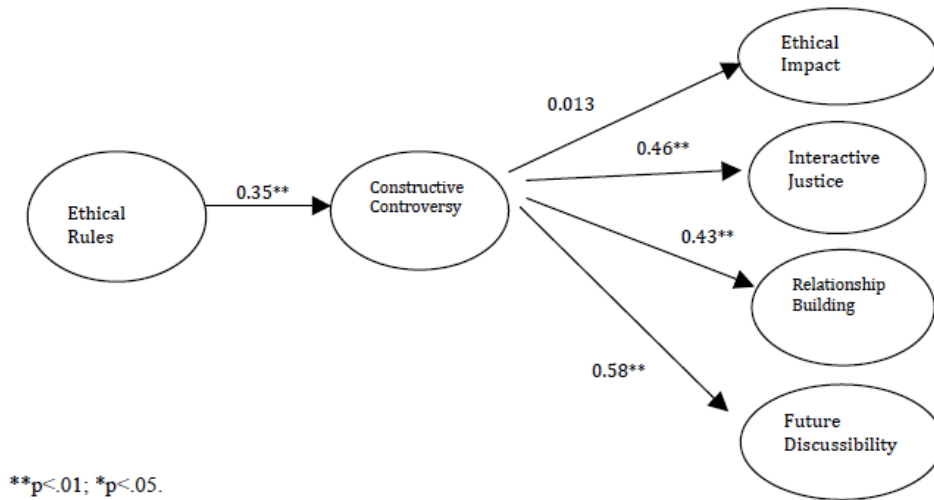 Ethical
Impact
0.013
0.46**
Interactive
Justice
Ethical
Rules
0.35**
Constructive
Controversy
0.43**
Relationship
Building
0.58**
Future
Discussibility
**p<.01; *p<.05.